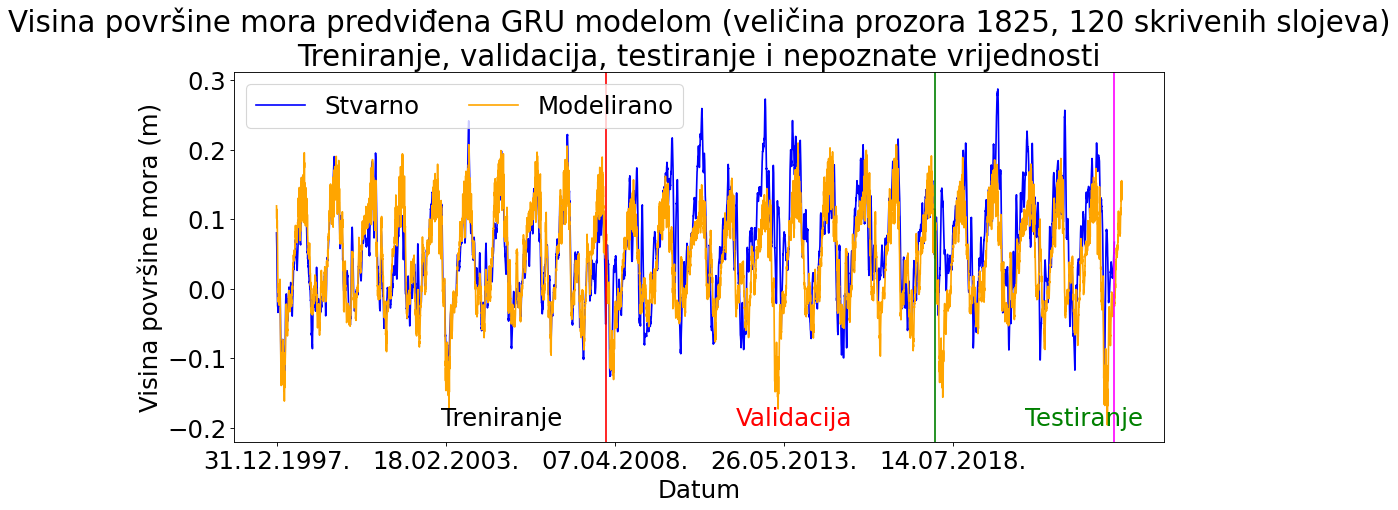 Visina površine mora predviđena GRU modelom (veličina prozora 1825, 120 skrivenih slojeva)
Treniranje, validacija, testiranje i nepoznate vrijednosti
Stvarno Modelirano
Visina površine mora (m)
0.3
0.2
0.1
0.0
−0.1
−0.2
Treniranje Validacija Testiranje
31.12.1997. 18.02.2003. 07.04.2008. 26.05.2013. 14.07.2018.
Datum